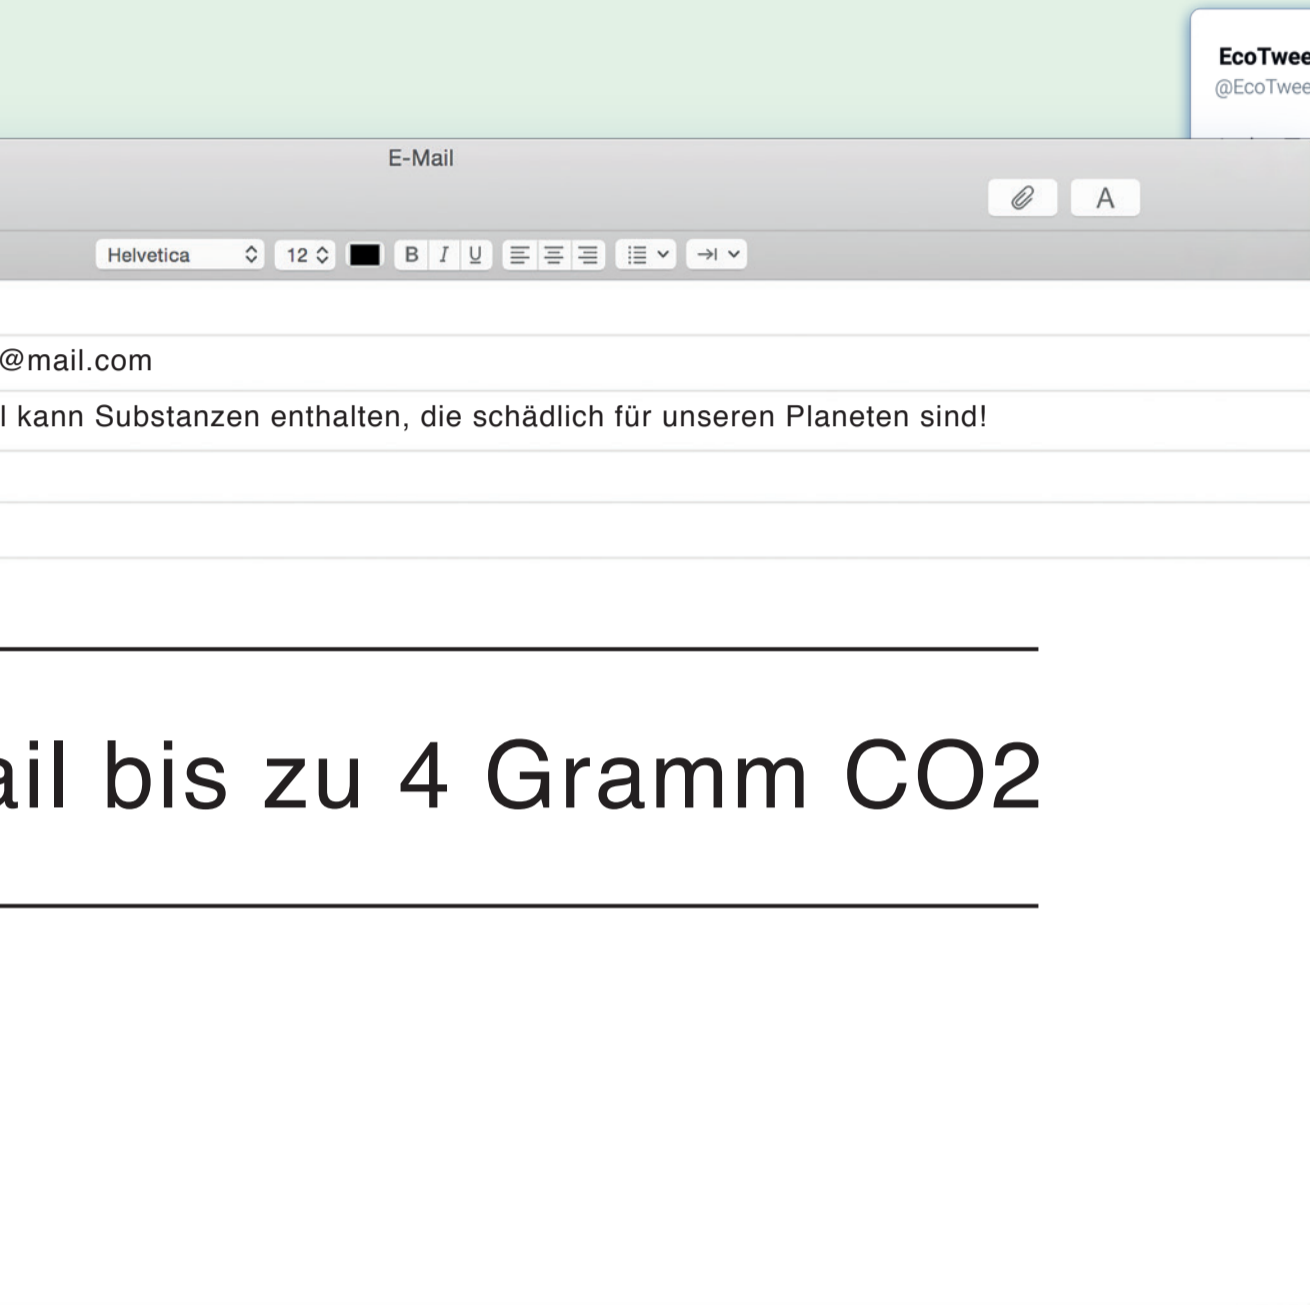 EcoTwee
@EcoTwee
E-Mail
A
Helvetica 12 B I U
@mail.com
l kann Substanzen enthalten, die schädlich für unseren Planeten sind!
ail bis zu 4 Gramm CO2